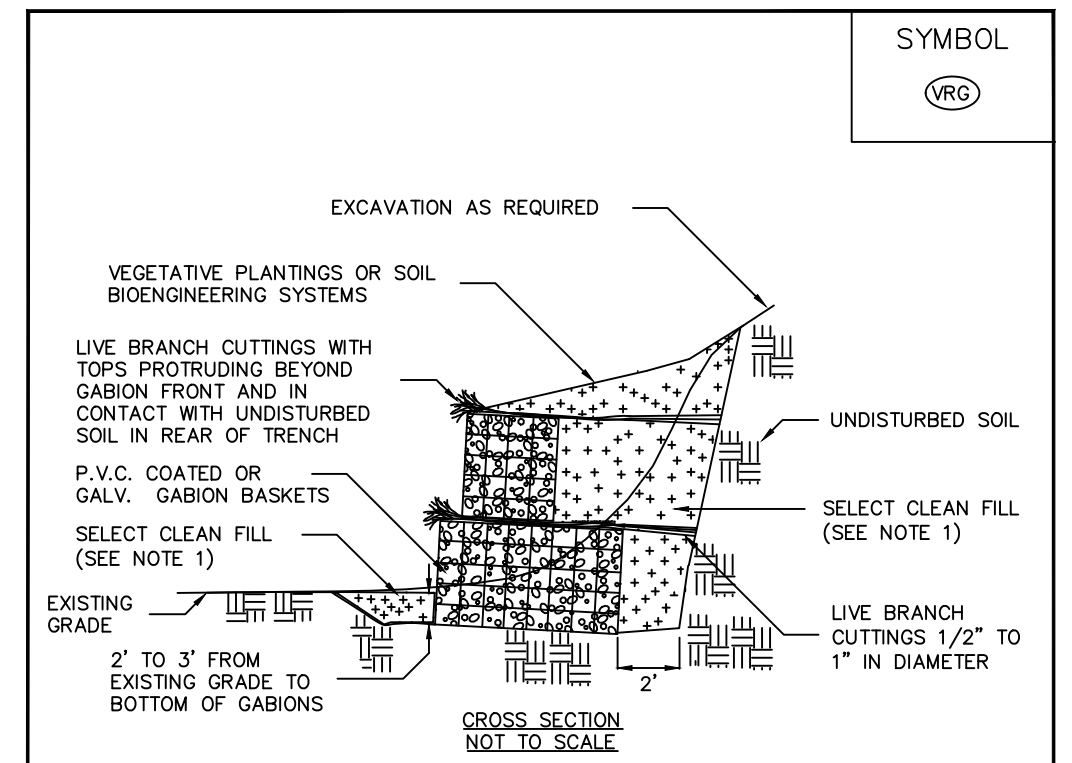 SYMBOL
VRG
EXCAVATION AS REQUIRED
VEGETATIVE PLANTINGS OR SOIL
BIOENGINEERING SYSTEMS
LIVE BRANCH CUTTINGS WITH
TOPS PROTRUDING BEYOND
GABION FRONT AND IN
CONTACT WITH UNDISTURBED
SOIL IN REAR OF TRENCH
P.V.C. COATED OR
GALV. GABION BASKETS
SELECT CLEAN FILL
(SEE NOTE 1)
EXISTING
GRADE
2' TO 3' FROM
EXISTING GRADE TO
BOTTOM OF GABIONS
UNDISTURBED SOIL
SELECT CLEAN FILL
(SEE NOTE 1)
LIVE BRANCH
CUTTINGS 1/2" TO
1" IN DIAMETER
2'
CROSS SECTION
NOT TO SCALE